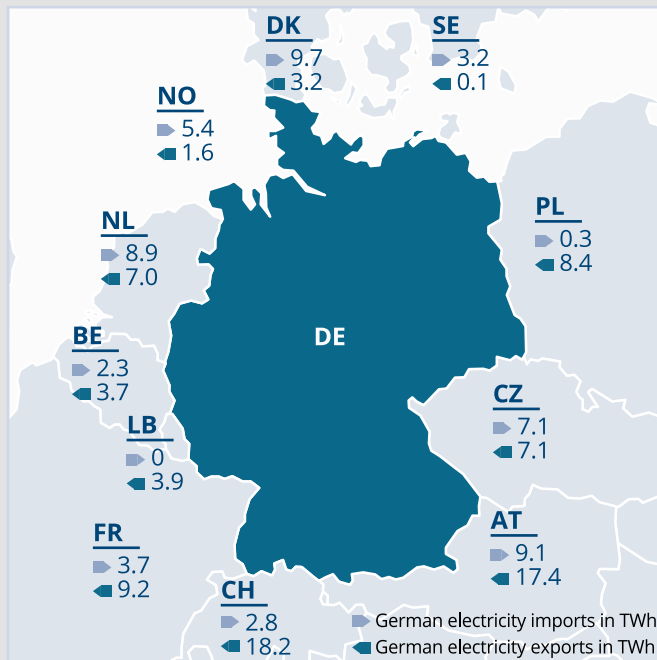 DK
9.7
3.2
SE
3.2
0.1
NO
5.4
1.6
NL
8.9
7.0
PL
0.3
8.4
DE
BE
2.3
3.7
CZ
7.1
7.1
LB
0
3.9
FR
3.7
9.2
AT
9.1
17.4
CH
2.8
18.2
German electricity imports in TWh
German electricity exports in TWh